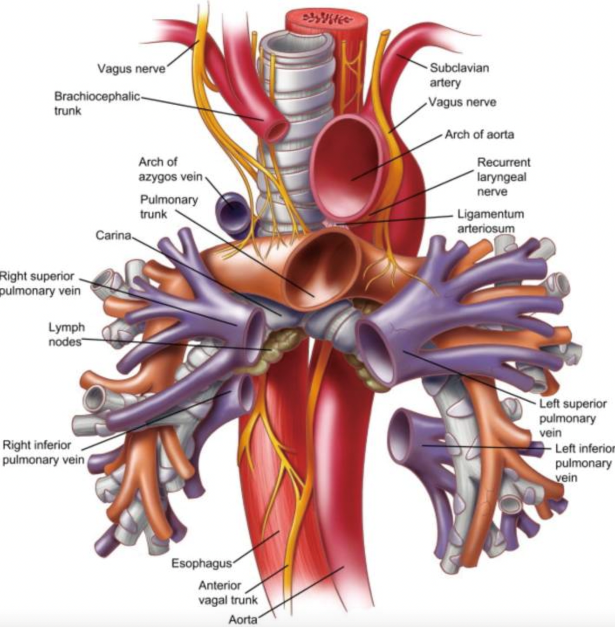 Vagus nerve
Brachiocephalic
trunk
Arch of
azygos vein
Pulmonary
trunk
Carina
Right superior
pulmonary vein
Lymph
nodes
Right inferior
pulmonary vein
Esophagus
Anterior
vagal trunk
Aorta
Subclavian
artery
Vagus nerve
Arch of aorta
Recurrent
laryngeal
nerve
Ligamentum
arteriosum
Left superior
pulmonary
vein
Left inferior
pulmonary
vein